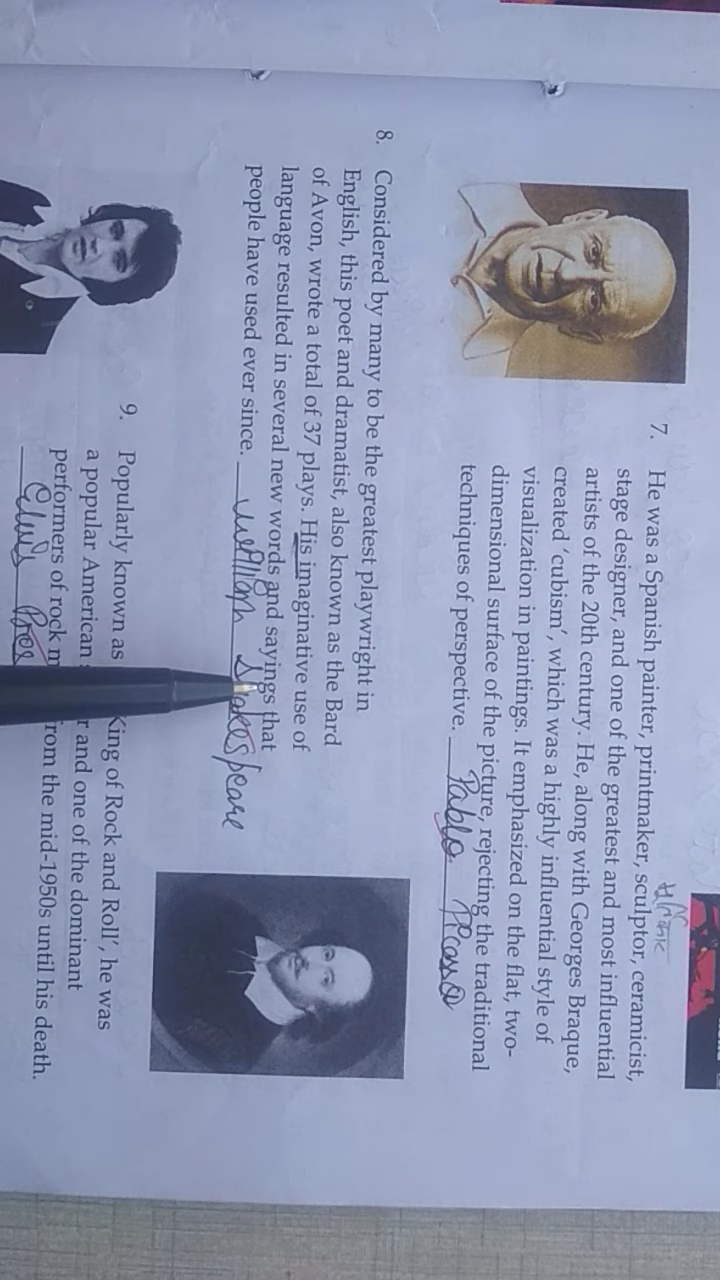 7. He was a Spanish painter, printmaker, sculptor, ceramicist,
stage designer, and one of the greatest and most influential
artists of the 20th century. He, along with Georges Braque,
created 'cubism', which was a highly influential style of
visualization in paintings. It emphasized on the flat, two-
dimensional surface of the picture, rejecting the traditional
techniques of perspective. Pablo Picasso
8. Considered by many to be the greatest playwright in
English, this poet and dramatist, also known as the Bard
of Avon, wrote a total of 37 plays. His imaginative use of
language resulted in several new words and sayings that
people have used ever since. William Shakespeare
9. Popularly known as King of Rock and Roll', he was
a popular American r and one of the dominant
performers of rock m from the mid-1950s until his death.
Elvis Pres